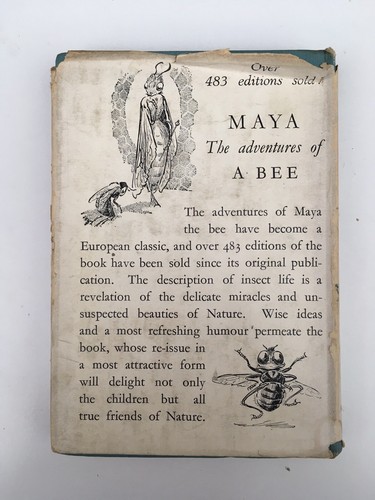 Over
483 editions sold
MAYA
The adventures of
A BEE
The adventures of Maya
the bee have become a
European classic, and over 483 editions of the
book have been sold since its original publi-
cation. The description of insect life is a
revelation of the delicate miracles and un-
suspected beauties of Nature. Wise ideas
and a most refreshing humour permeate the
book, whose re-issue in
a most attractive form
will delight not only
the children but all
true friends of Nature.